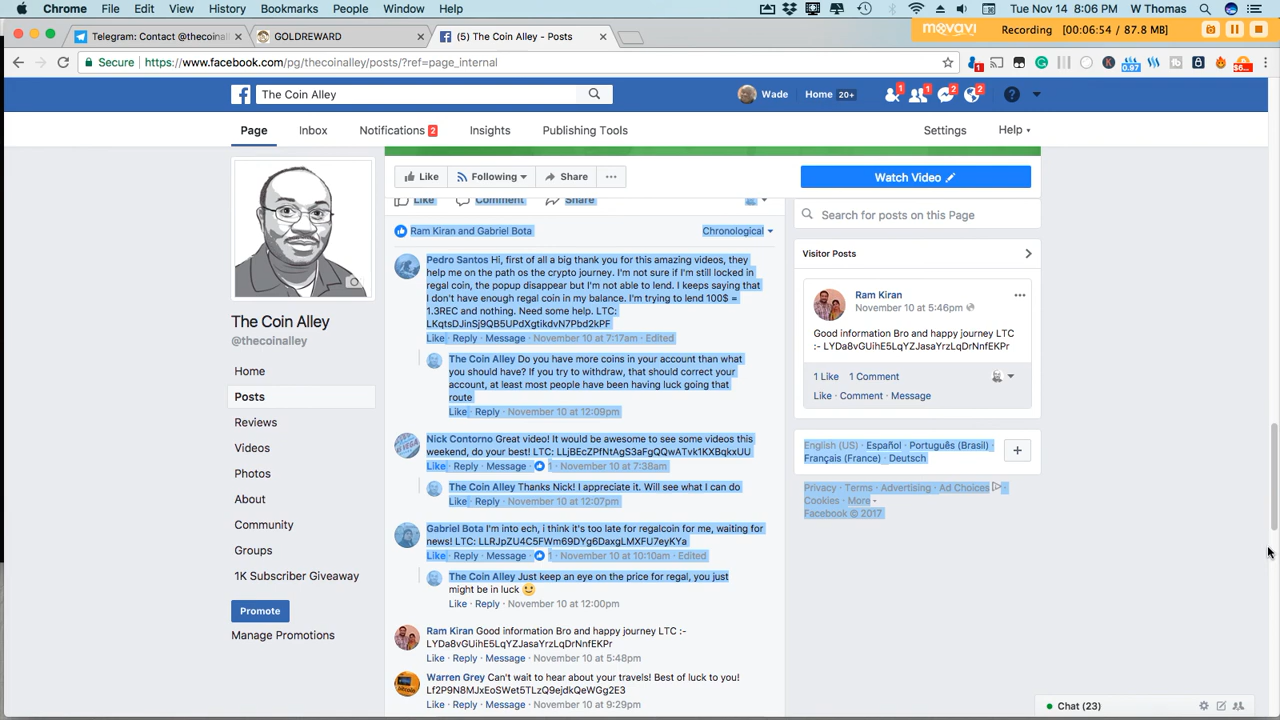 Chrome File Edit View History Bookmarks People Window Help Tue Nov 14 8:06 PM W Thomas
Telegram: Contact @thecoinall × GOLDREWARD × (5) The Coin Alley - Posts ×
movavi Recording 00:06:54 / 87.8 MB
Secure https://www.facebook.com/pg/thecoinalley/posts/?ref=page_internal
The Coin Alley Wade Home 20+
Page Inbox Notifications 2 Insights Publishing Tools Settings Help
Like Following Share ... Watch Video
Like Comment Share
Search for posts on this Page
Ram Kiran and Gabriel Bota Chronological
Visitor Posts
Pedro Santos Hi, first of all a big thank you for this amazing videos, they
help me on the path os the crypto journey. I'm not sure if I'm still locked in
regal coin, the popup disappear but I'm not able to lend. I keeps saying that
I don't have enough regal coin in my balance. I'm trying to lend 100$ =
1.3REC and nothing. Need some help. LTC:
LKqtsDJinSj9QB5UPdXgtikdvN7Pbd2kPF
Like · Reply · Message · November 10 at 7:17am · Edited
The Coin Alley Do you have more coins in your account than what
you should have? If you try to withdraw, that should correct your
account, at least most people have been having luck going that
route
Like · Reply · November 10 at 12:09pm
Nick Contorno Great video! It would be awesome to see some videos this
weekend, do your best! LTC: LLjBEcZPfNtAgS3aFgQQwATvk1KXBqkxUU
Like · Reply · Message · 1 · November 10 at 7:38am
The Coin Alley Thanks Nick! I appreciate it. Will see what I can do
Like · Reply · November 10 at 12:07pm
Gabriel Bota I'm into ech, i think it's too late for regalcoin for me, waiting for
news! LTC: LLRJpZU4C5FWm69DYg6DaxgLMXFU7eyKYa
Like · Reply · Message · 1 · November 10 at 10:10am · Edited
The Coin Alley Just keep an eye on the price for regal, you just
might be in luck
Like · Reply · November 10 at 12:00pm
Ram Kiran Good information Bro and happy journey LTC :-
LYDa8vGUihE5LqYZJasaYrzLqDrNnfEKPr
Like · Reply · Message · November 10 at 5:48pm
Warren Grey Can't wait to hear about your travels! Best of luck to you!
Lf2P9N8MJxEoSWet5TLzQ9ejdkQeWGg2E3
Like · Reply · Message · November 10 at 9:29pm
Ram Kiran
November 10 at 5:46pm
Good information Bro and happy journey LTC
:- LYDa8vGUihE5LqYZJasaYrzLqDrNnfEKPr
1 Like 1 Comment
Like · Comment · Message
English (US) · Español · Português (Brasil) ·
Français (France) · Deutsch
Privacy · Terms · Advertising · Ad Choices ·
Cookies · More
Facebook © 2017
The Coin Alley
@thecoinalley
Home
Posts
Reviews
Videos
Photos
About
Community
Groups
1K Subscriber Giveaway
Promote
Manage Promotions
Chat (23)